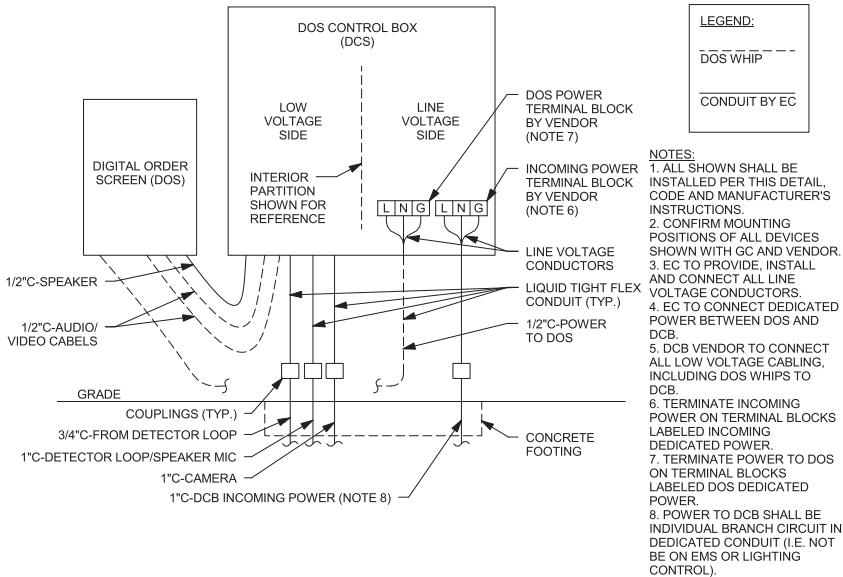 DOS CONTROL BOX
(DCS)
LOW
VOLTAGE
SIDE
LINE
VOLTAGE
SIDE
DIGITAL ORDER
SCREEN (DOS)
INTERIOR
PARTITION
SHOWN FOR
REFERENCE
L N G
L N G
DOS POWER
TERMINAL BLOCK
BY VENDOR
(NOTE 7)
INCOMING POWER
TERMINAL BLOCK
BY VENDOR
(NOTE 6)
LINE VOLTAGE
CONDUCTORS
LIQUID TIGHT FLEX
CONDUIT (TYP.)
1/2"C-POWER
TO DOS
1/2"C-SPEAKER
1/2"C-AUDIO/
VIDEO CABELS
GRADE
COUPLINGS (TYP.)
3/4"C-FROM DETECTOR LOOP
1"C-DETECTOR LOOP/SPEAKER MIC
1"C-CAMERA
1"C-DCB INCOMING POWER (NOTE 8)
CONCRETE
FOOTING
LEGEND:
DOS WHIP
CONDUIT BY EC
NOTES:
1. ALL SHOWN SHALL BE
INSTALLED PER THIS DETAIL,
CODE AND MANUFACTURER'S
INSTRUCTIONS.
2. CONFIRM MOUNTING
POSITIONS OF ALL DEVICES
SHOWN WITH GC AND VENDOR.
3. EC TO PROVIDE, INSTALL
AND CONNECT ALL LINE
VOLTAGE CONDUCTORS.
4. EC TO CONNECT DEDICATED
POWER BETWEEN DOS AND
DCB.
5. DCB VENDOR TO CONNECT
ALL LOW VOLTAGE CABLING,
INCLUDING DOS WHIPS TO
DCB.
6. TERMINATE INCOMING
POWER ON TERMINAL BLOCKS
LABELED INCOMING
DEDICATED POWER.
7. TERMINATE POWER TO DOS
ON TERMINAL BLOCKS
LABELED DOS DEDICATED
POWER.
8. POWER TO DCB SHALL BE
INDIVIDUAL BRANCH CIRCUIT IN
DEDICATED CONDUIT (I.E. NOT
BE ON EMS OR LIGHTING
CONTROL).